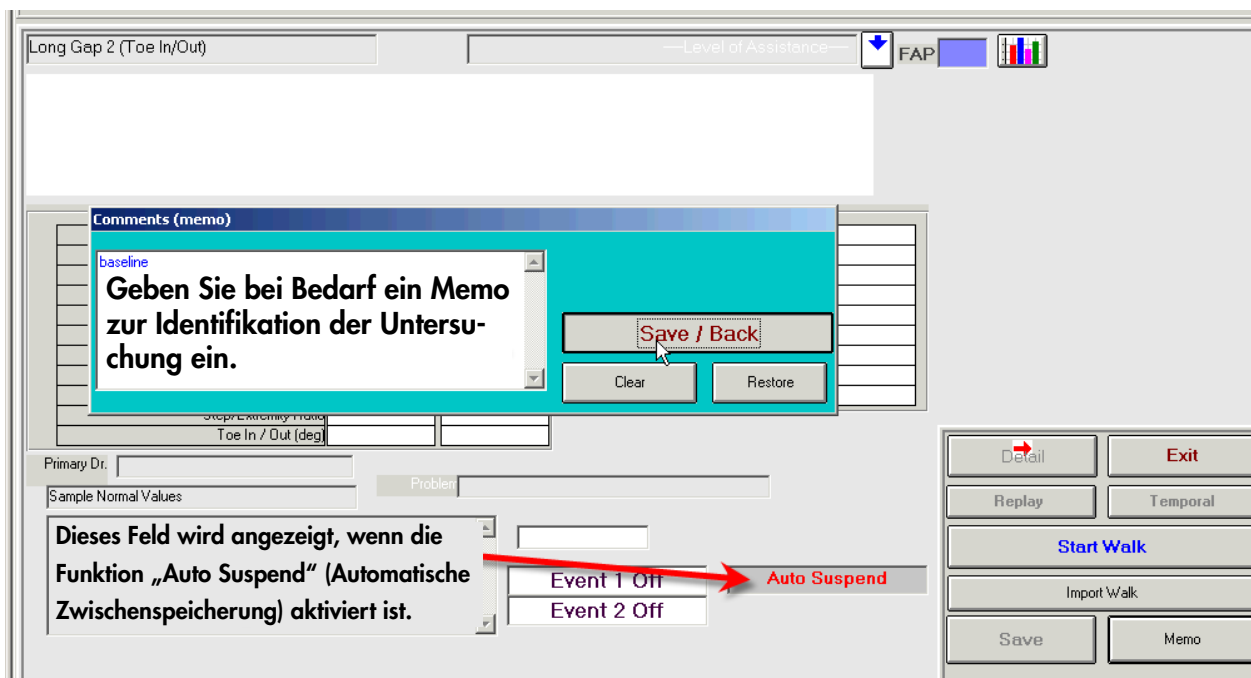 Long Gap 2 (Toe In/Out)
—Level of Assistance—
FAP
Comments (memo)
baseline
Geben Sie bei Bedarf ein Memo
zur Identifikation der Untersu-
chung ein.
Save / Back
Clear
Restore
Step/Extremity Ratio
Toe In / Out (deg)
Primary Dr.
Problem
Sample Normal Values
Dieses Feld wird angezeigt, wenn die
Funktion „Auto Suspend“ (Automatische
Zwischenspeicherung) aktiviert ist.
Event 1 Off
Event 2 Off
Auto Suspend
Detail
Exit
Replay
Temporal
Start Walk
Import Walk
Save
Memo